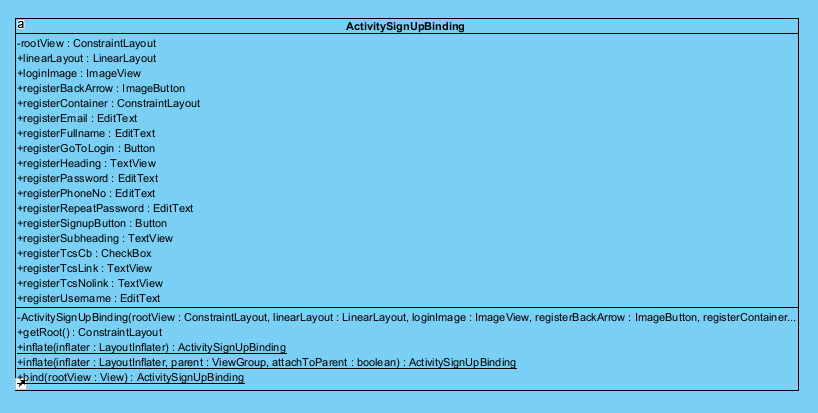 a
ActivitySignUpBinding
-rootView : ConstraintLayout
+linearLayout : LinearLayout
+loginImage : ImageView
+registerBackArrow : ImageButton
+registerContainer : ConstraintLayout
+registerEmail : EditText
+registerFullname : EditText
+registerGoToLogin : Button
+registerHeading : TextView
+registerPassword : EditText
+registerPhoneNo : EditText
+registerRepeatPassword : EditText
+registerSignupButton : Button
+registerSubheading : TextView
+registerTcsCb : CheckBox
+registerTcsLink : TextView
+registerTcsNolink : TextView
+registerUsername : EditText
-ActivitySignUpBinding(rootView : ConstraintLayout, linearLayout : LinearLayout, loginImage : ImageView, registerBackArrow : ImageButton, registerContainer...
+getRoot() : ConstraintLayout
+inflate(inflater : LayoutInflater) : ActivitySignUpBinding
+inflate(inflater : LayoutInflater, parent : ViewGroup, attachToParent : boolean) : ActivitySignUpBinding
+bind(rootView : View) : ActivitySignUpBinding